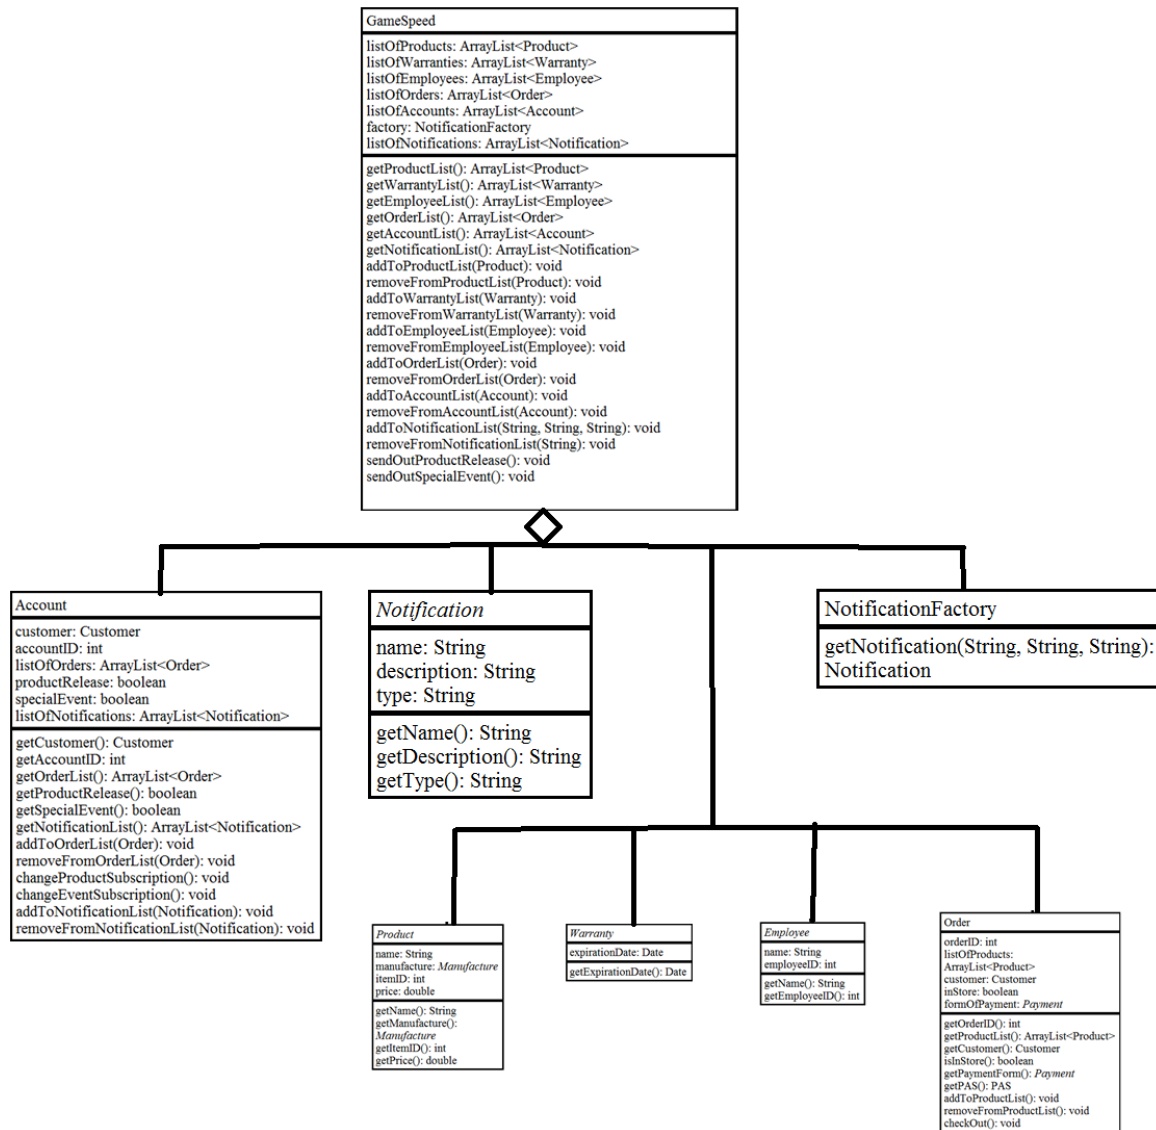 GameSpeed
listOfProducts: ArrayList<Product>
listOfWarranties: ArrayList<Warranty>
listOfEmployees: ArrayList<Employee>
listOfOrders: ArrayList<Order>
listOfAccounts: ArrayList<Account>
factory: NotificationFactory
listOfNotifications: ArrayList<Notification>
getProductList(): ArrayList<Product>
getWarrantyList(): ArrayList<Warranty>
getEmployeeList(): ArrayList<Employee>
getOrderList(): ArrayList<Order>
getAccountList(): ArrayList<Account>
getNotificationList(): ArrayList<Notification>
addToProductList(Product): void
removeFromProductList(Product): void
addToWarrantyList(Warranty): void
removeFromWarrantyList(Warranty): void
addToEmployeeList(Employee): void
removeFromEmployeeList(Employee): void
addToOrderList(Order): void
removeFromOrderList(Order): void
addToAccountList(Account): void
removeFromAccountList(Account): void
addToNotificationList(String, String, String): void
removeFromNotificationList(String): void
sendOutProductRelease(): void
sendOutSpecialEvent(): void
Account
customer: Customer
accountID: int
listOfOrders: ArrayList<Order>
productRelease: boolean
specialEvent: boolean
listOfNotifications: ArrayList<Notification>
getCustomer(): Customer
getAccountID: int
getOrderList(): ArrayList<Order>
getProductRelease(): boolean
getSpecialEvent(): boolean
getNotificationList(): ArrayList<Notification>
addToOrderList(Order): void
removeFromOrderList(Order): void
changeProductSubscription(): void
changeEventSubscription(): void
addToNotificationList(Notification): void
removeFromNotificationList(Notification): void
Notification
name: String
description: String
type: String
getName(): String
getDescription(): String
getType(): String
NotificationFactory
getNotification(String, String, String):
Notification
Product
name: String
manufacture: Manufacture
itemID: int
price: double
getName(): String
getManufacture():
Manufacture
getItemID(): int
getPrice(): double
Warranty
expirationDate: Date
getExpirationDate(): Date
Employee
name: String
employeeID: int
getName(): String
getEmployeeID(): int
Order
orderID: int
listOfProducts:
ArrayList<Product>
customer: Customer
inStore: boolean
formOfPayment: Payment
getOrderID(): int
getProductList(): ArrayList<Product>
getCustomer(): Customer
isInStore(): boolean
getPaymentForm(): Payment
getPAS(): PAS
addToProductList(): void
removeFromProductList(): void
checkOut(): void